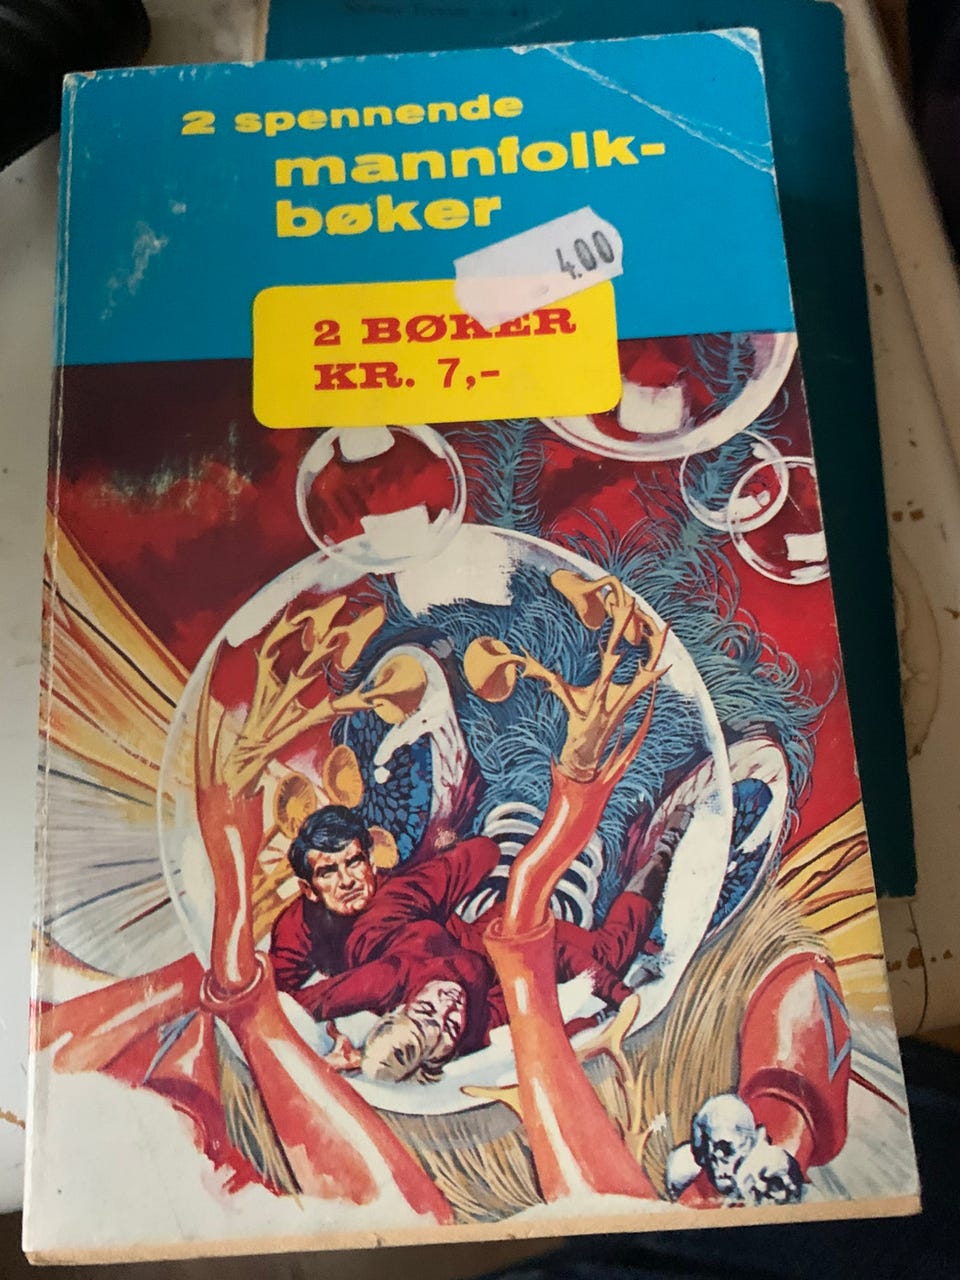 2 spennende
mannfolk-
bøker
4.00
2 BØKER
KR. 7,-